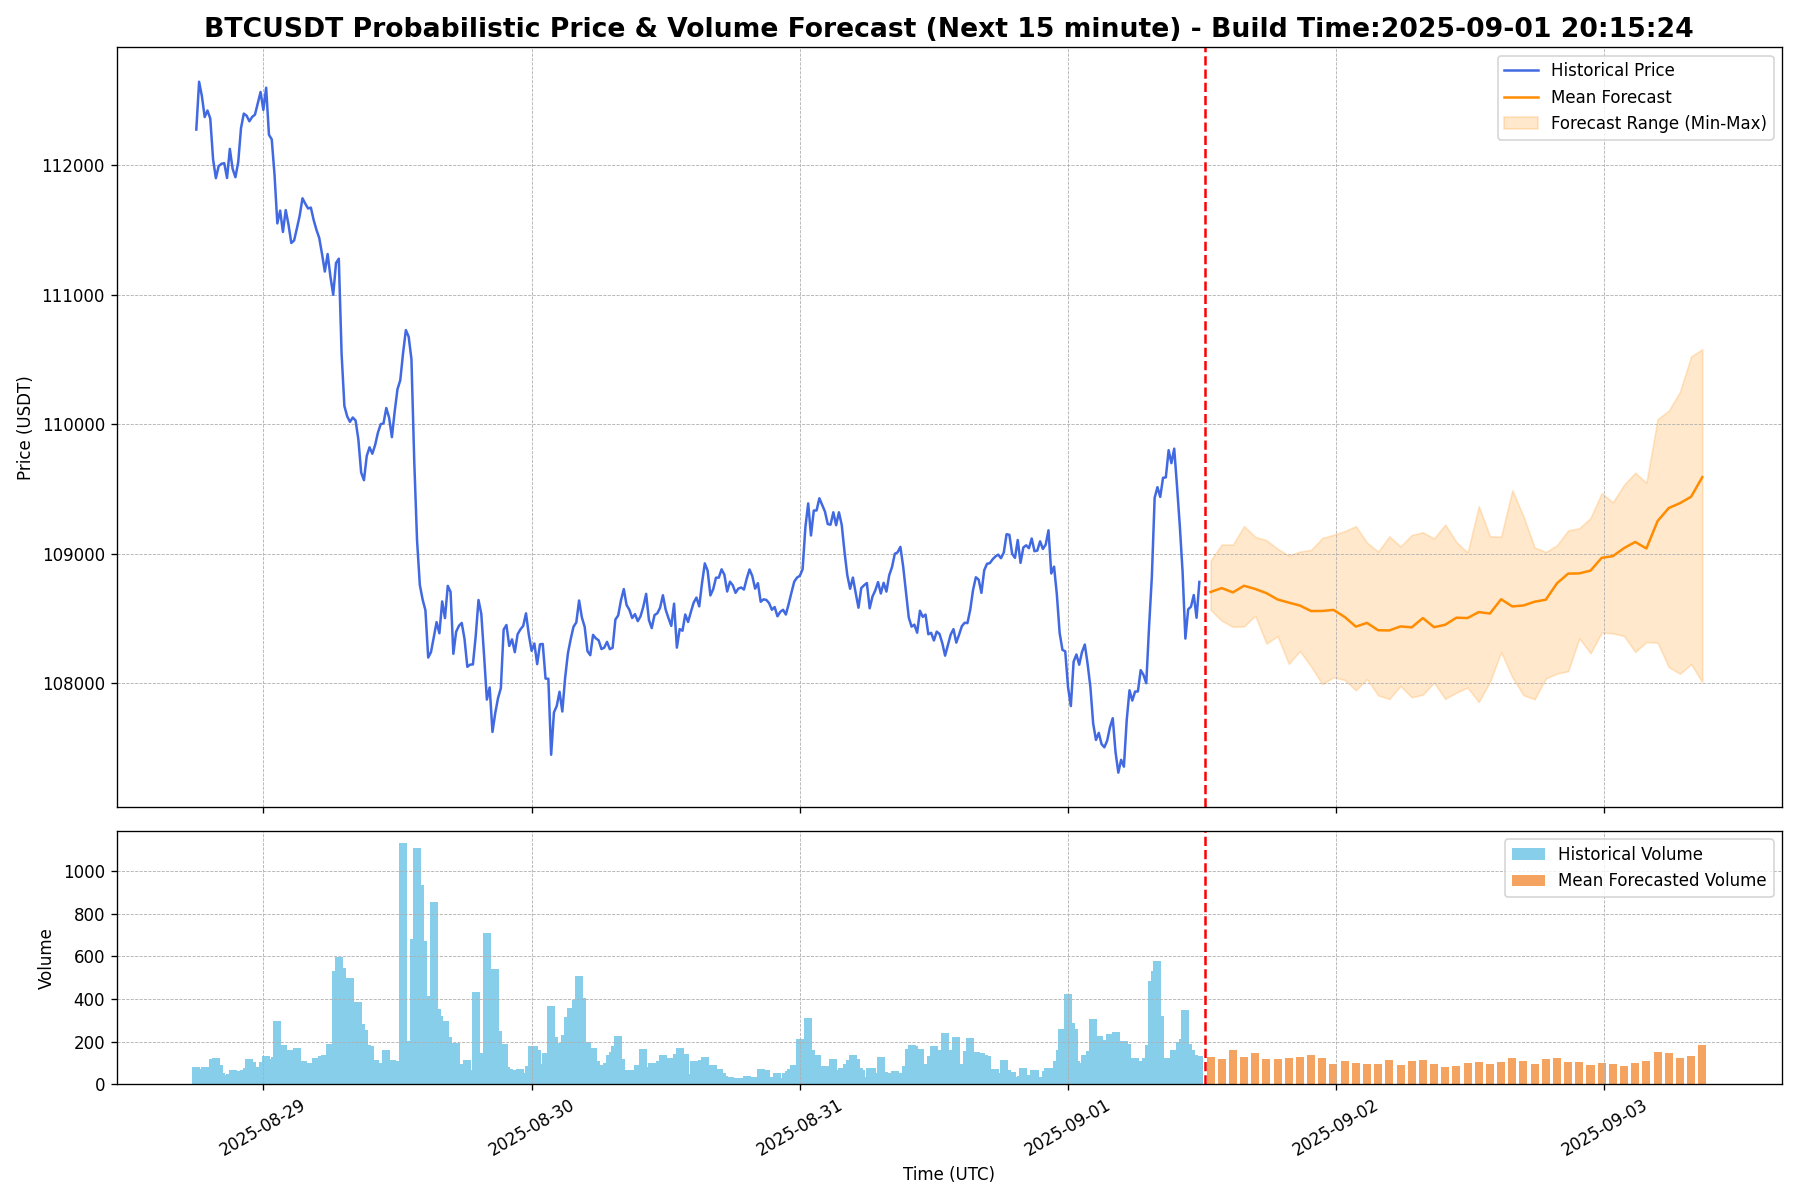 BTCUSDT Probabilistic Price & Volume Forecast (Next 15 minute) - Build Time:2025-09-01 20:15:24
Historical Price
Mean Forecast
Forecast Range (Min-Max)
Price (USDT)
112000
111000
110000
109000
108000
Historical Volume
Mean Forecasted Volume
Volume
1000
800
600
400
200
0
2025-08-29
2025-08-30
2025-08-31
2025-09-01
2025-09-02
2025-09-03
Time (UTC)